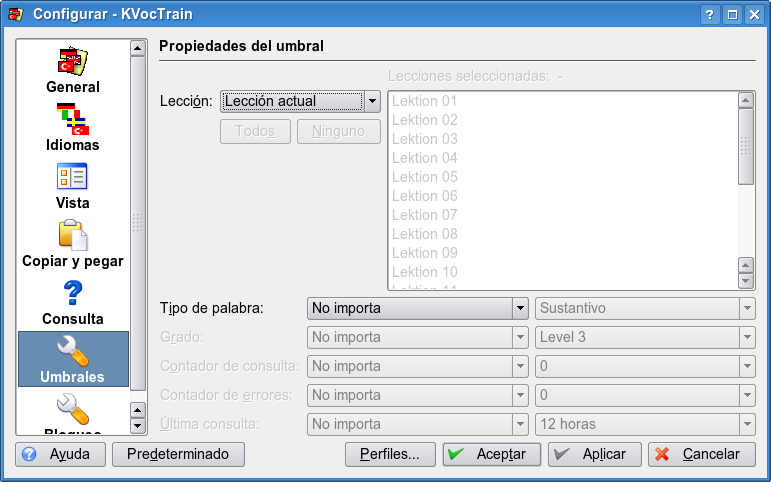 Configurar - KVocTrain
General
Idiomas
Vista
Copiar y pegar
Consulta
Umbrales
Propiedades del umbral
Lecciones seleccionadas: -
Lección: Lección actual
Todos Ninguno
Lektion 01
Lektion 02
Lektion 03
Lektion 04
Lektion 05
Lektion 06
Lektion 07
Lektion 08
Lektion 09
Lektion 10
Lektion 11
Tipo de palabra: No importa Sustantivo
Grado: No importa Level 3
Contador de consulta: No importa 0
Contador de errores: No importa 0
Última consulta: No importa 12 horas
Ayuda Predeterminado Perfiles... Aceptar Aplicar Cancelar